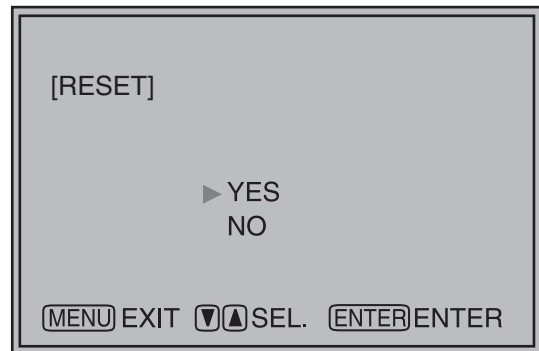 [RESET]
▶ YES
NO
MENU EXIT ▼▲ SEL. ENTER ENTER